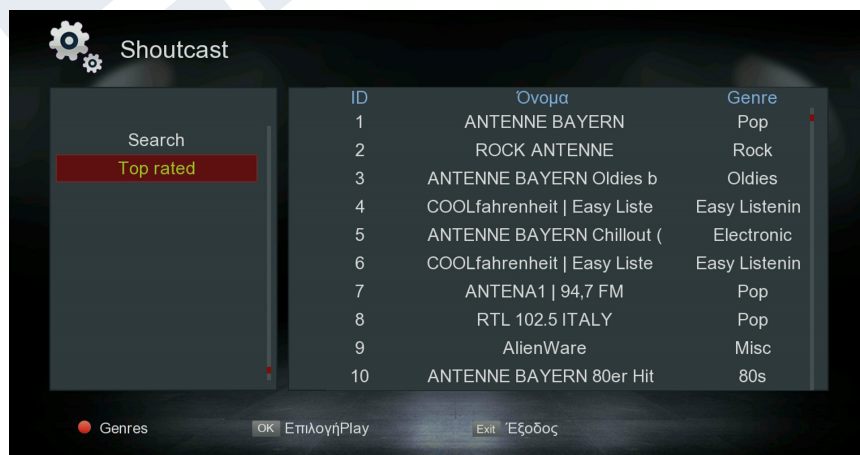 Shoutcast
Search
Top rated
ID Όνομα Genre
1 ANTENNE BAYERN Pop
2 ROCK ANTENNE Rock
3 ANTENNE BAYERN Oldies b Oldies
4 COOLfahrenheit | Easy Liste Easy Listenin
5 ANTENNE BAYERN Chillout ( Electronic
6 COOLfahrenheit | Easy Liste Easy Listenin
7 ANTENA1 | 94,7 FM Pop
8 RTL 102.5 ITALY Pop
9 AlienWare Misc
10 ANTENNE BAYERN 80er Hit 80s
Genres OK ΕπιλογήPlay Exit Έξοδος